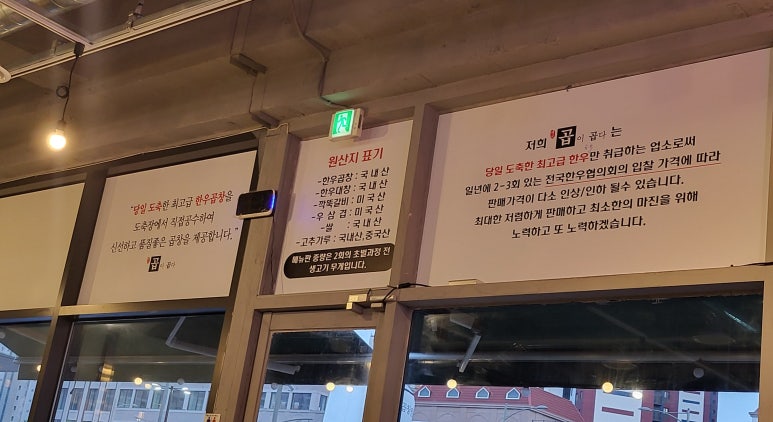 "당일 도축한 최고급 한우곱창을
도축장에서 직접공수하여
신선하고 품질좋은 곱창을 제공합니다."
곱이 곱다
원산지 표기
-한우곱창 : 국내산
-한우대창 : 국내산
-깍뚝갈비 : 미국산
-우삼겹 : 미국산
-쌀 : 국내산
-고추가루 : 국내산,중국산
메뉴판 중량은 2회의 초벌과정 전
생고기 무게입니다.
저희 곱이 곱다 는
당일 도축한 최고급 한우만 취급하는 업소로써
일년에 2~3회 있는 전국한우협의회의 입찰 가격에 따라
판매가격이 다소 인상/인하 될수 있습니다.
최대한 저렴하게 판매하고 최소한의 마진을 위해
노력하고 또 노력하겠습니다.